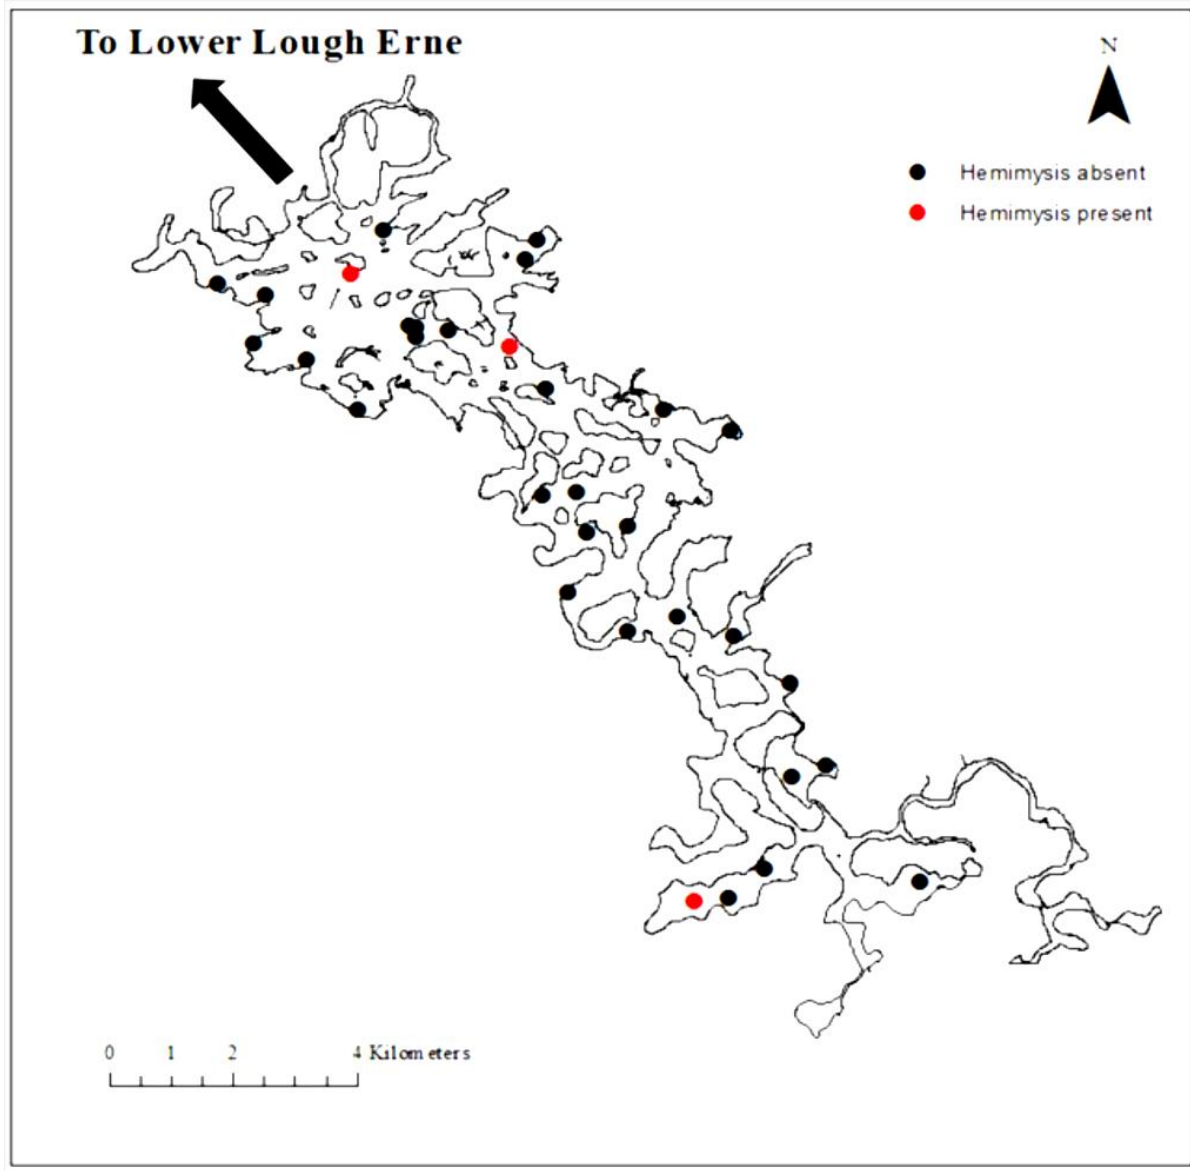 To Lower Lough Erne
N
Hemimysis absent
Hemimysis present
0 1 2 4 Kilometers